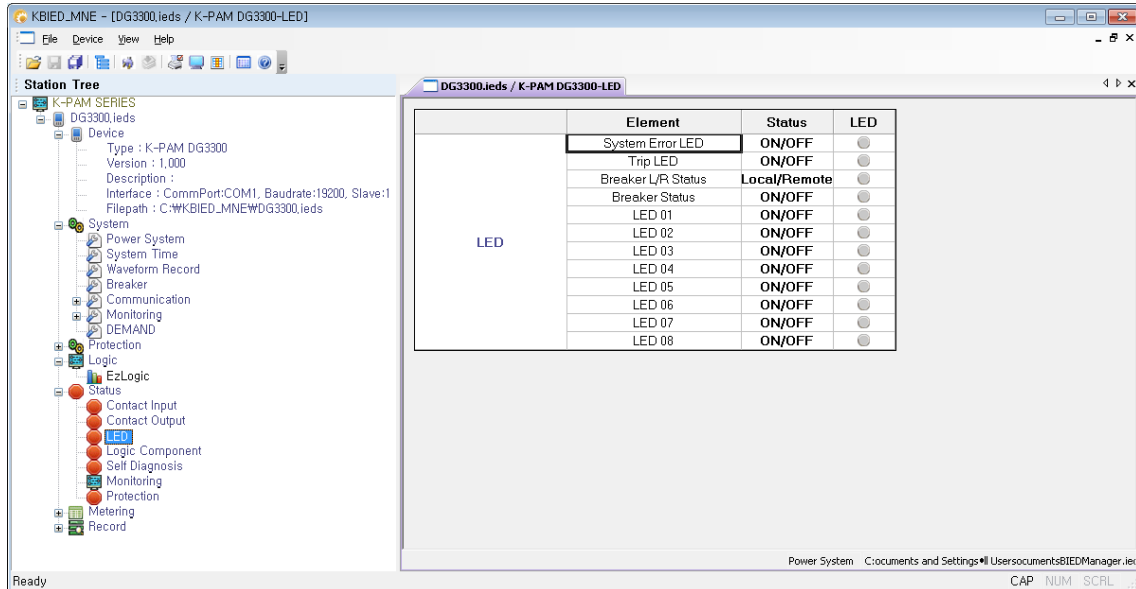 KBIED_MNE - [DG3300.ieds / K-PAM DG3300-LED]
File Device View Help
Station Tree
K-PAM SERIES
DG3300.ieds
Device
Type : K-PAM DG3300
Version : 1.000
Description :
Interface : CommPort:COM1, Baudrate:19200, Slave:1
Filepath : C:₩KBIED_MNE₩DG3300.ieds
System
Power System
System Time
Waveform Record
Breaker
Communication
Monitoring
DEMAND
Protection
Logic
EzLogic
Status
Contact Input
Contact Output
LED
Logic Component
Self Diagnosis
Monitoring
Protection
Metering
Record
DG3300.ieds / K-PAM DG3300-LED
Element Status LED
LED
System Error LED ON/OFF
Trip LED ON/OFF
Breaker L/R Status Local/Remote
Breaker Status ON/OFF
LED 01 ON/OFF
LED 02 ON/OFF
LED 03 ON/OFF
LED 04 ON/OFF
LED 05 ON/OFF
LED 06 ON/OFF
LED 07 ON/OFF
LED 08 ON/OFF
Power System C:ocuments and Settings•ll UsersocumentsBIEDManager.iec
Ready CAP NUM SCRL